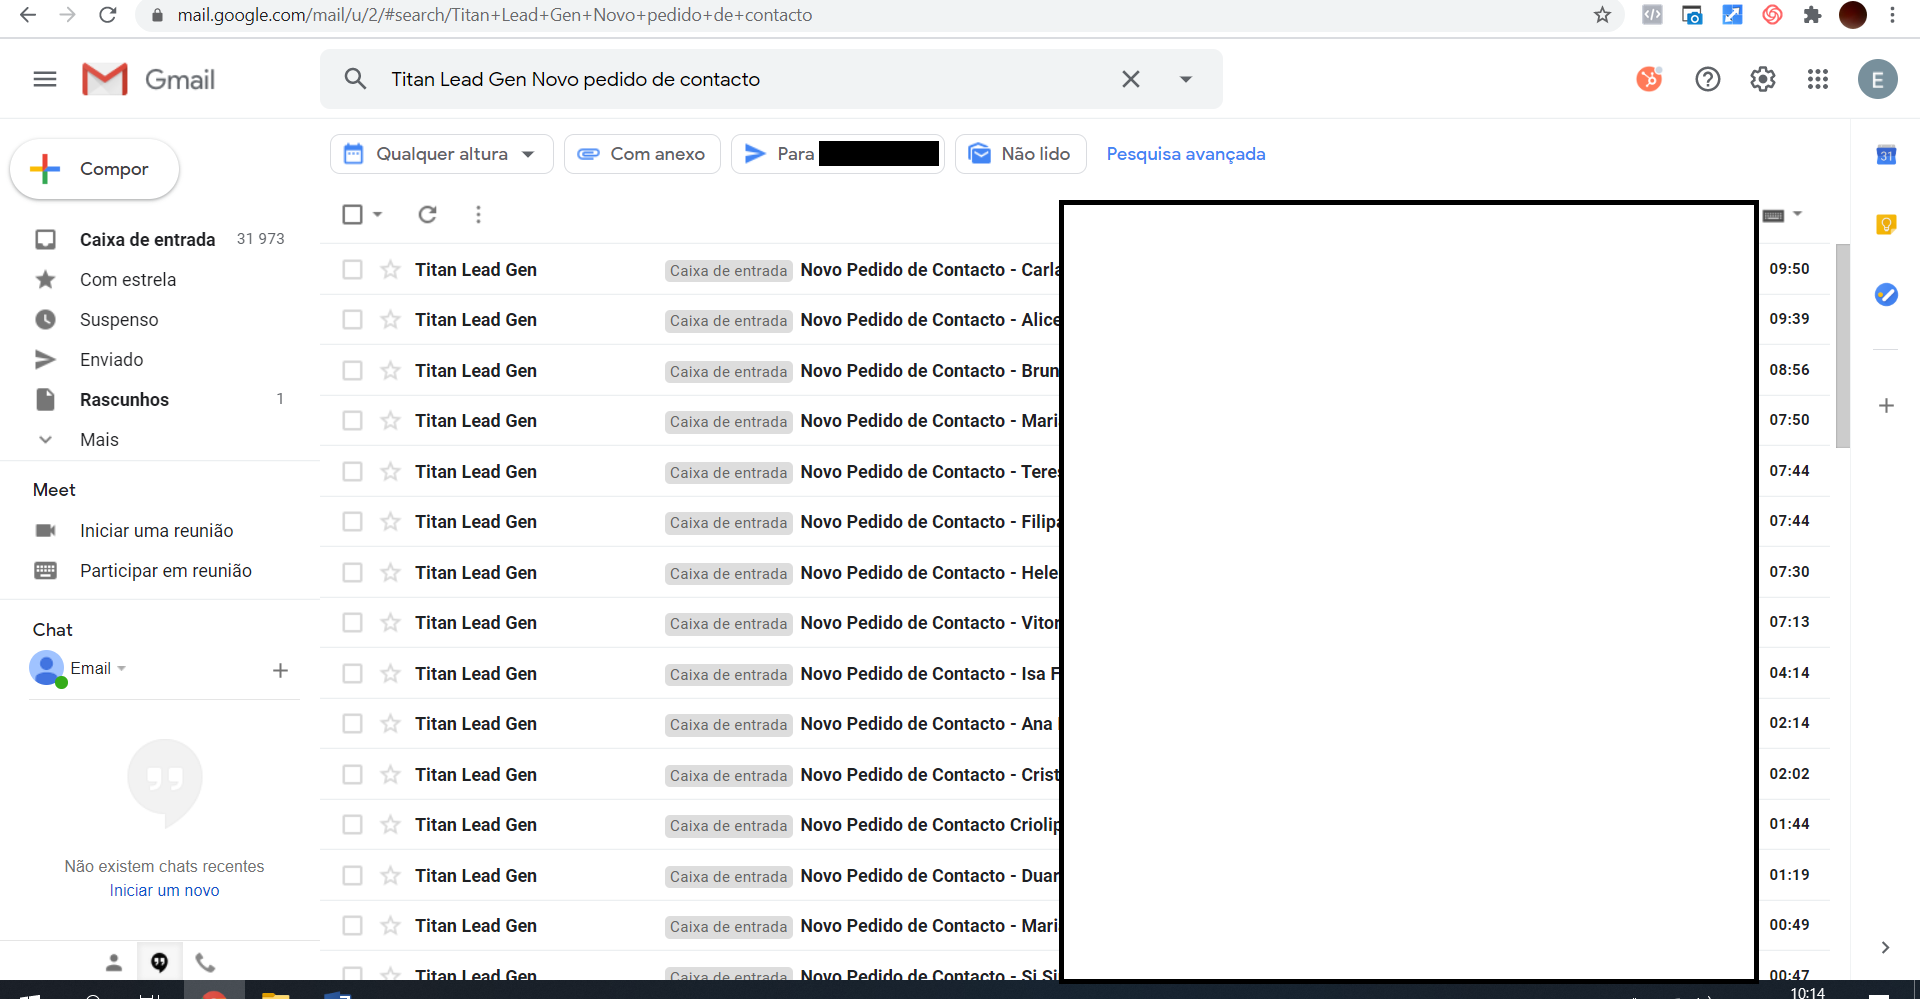 mail.google.com/mail/u/2/#search/Titan+Lead+Gen+Novo+pedido+de+contacto
Gmail
Titan Lead Gen Novo pedido de contacto
E
Compor
Qualquer altura
Com anexo
Para
Não lido
Pesquisa avançada
31
Caixa de entrada 31 973
Com estrela
Suspenso
Enviado
Rascunhos 1
Mais
Meet
Iniciar uma reunião
Participar em reunião
Chat
Email
Não existem chats recentes
Iniciar um novo
Titan Lead Gen Caixa de entrada Novo Pedido de Contacto - Carla 09:50
Titan Lead Gen Caixa de entrada Novo Pedido de Contacto - Alice 09:39
Titan Lead Gen Caixa de entrada Novo Pedido de Contacto - Brun 08:56
Titan Lead Gen Caixa de entrada Novo Pedido de Contacto - Mari 07:50
Titan Lead Gen Caixa de entrada Novo Pedido de Contacto - Teres 07:44
Titan Lead Gen Caixa de entrada Novo Pedido de Contacto - Filipa 07:44
Titan Lead Gen Caixa de entrada Novo Pedido de Contacto - Hele 07:30
Titan Lead Gen Caixa de entrada Novo Pedido de Contacto - Vitor 07:13
Titan Lead Gen Caixa de entrada Novo Pedido de Contacto - Isa F 04:14
Titan Lead Gen Caixa de entrada Novo Pedido de Contacto - Ana 02:14
Titan Lead Gen Caixa de entrada Novo Pedido de Contacto - Crist 02:02
Titan Lead Gen Caixa de entrada Novo Pedido de Contacto Criolip 01:44
Titan Lead Gen Caixa de entrada Novo Pedido de Contacto - Duar 01:19
Titan Lead Gen Caixa de entrada Novo Pedido de Contacto - Mari 00:49
Titan Lead Gen Caixa de entrada Novo Pedido de Contacto - Si Si 00:47
10:14